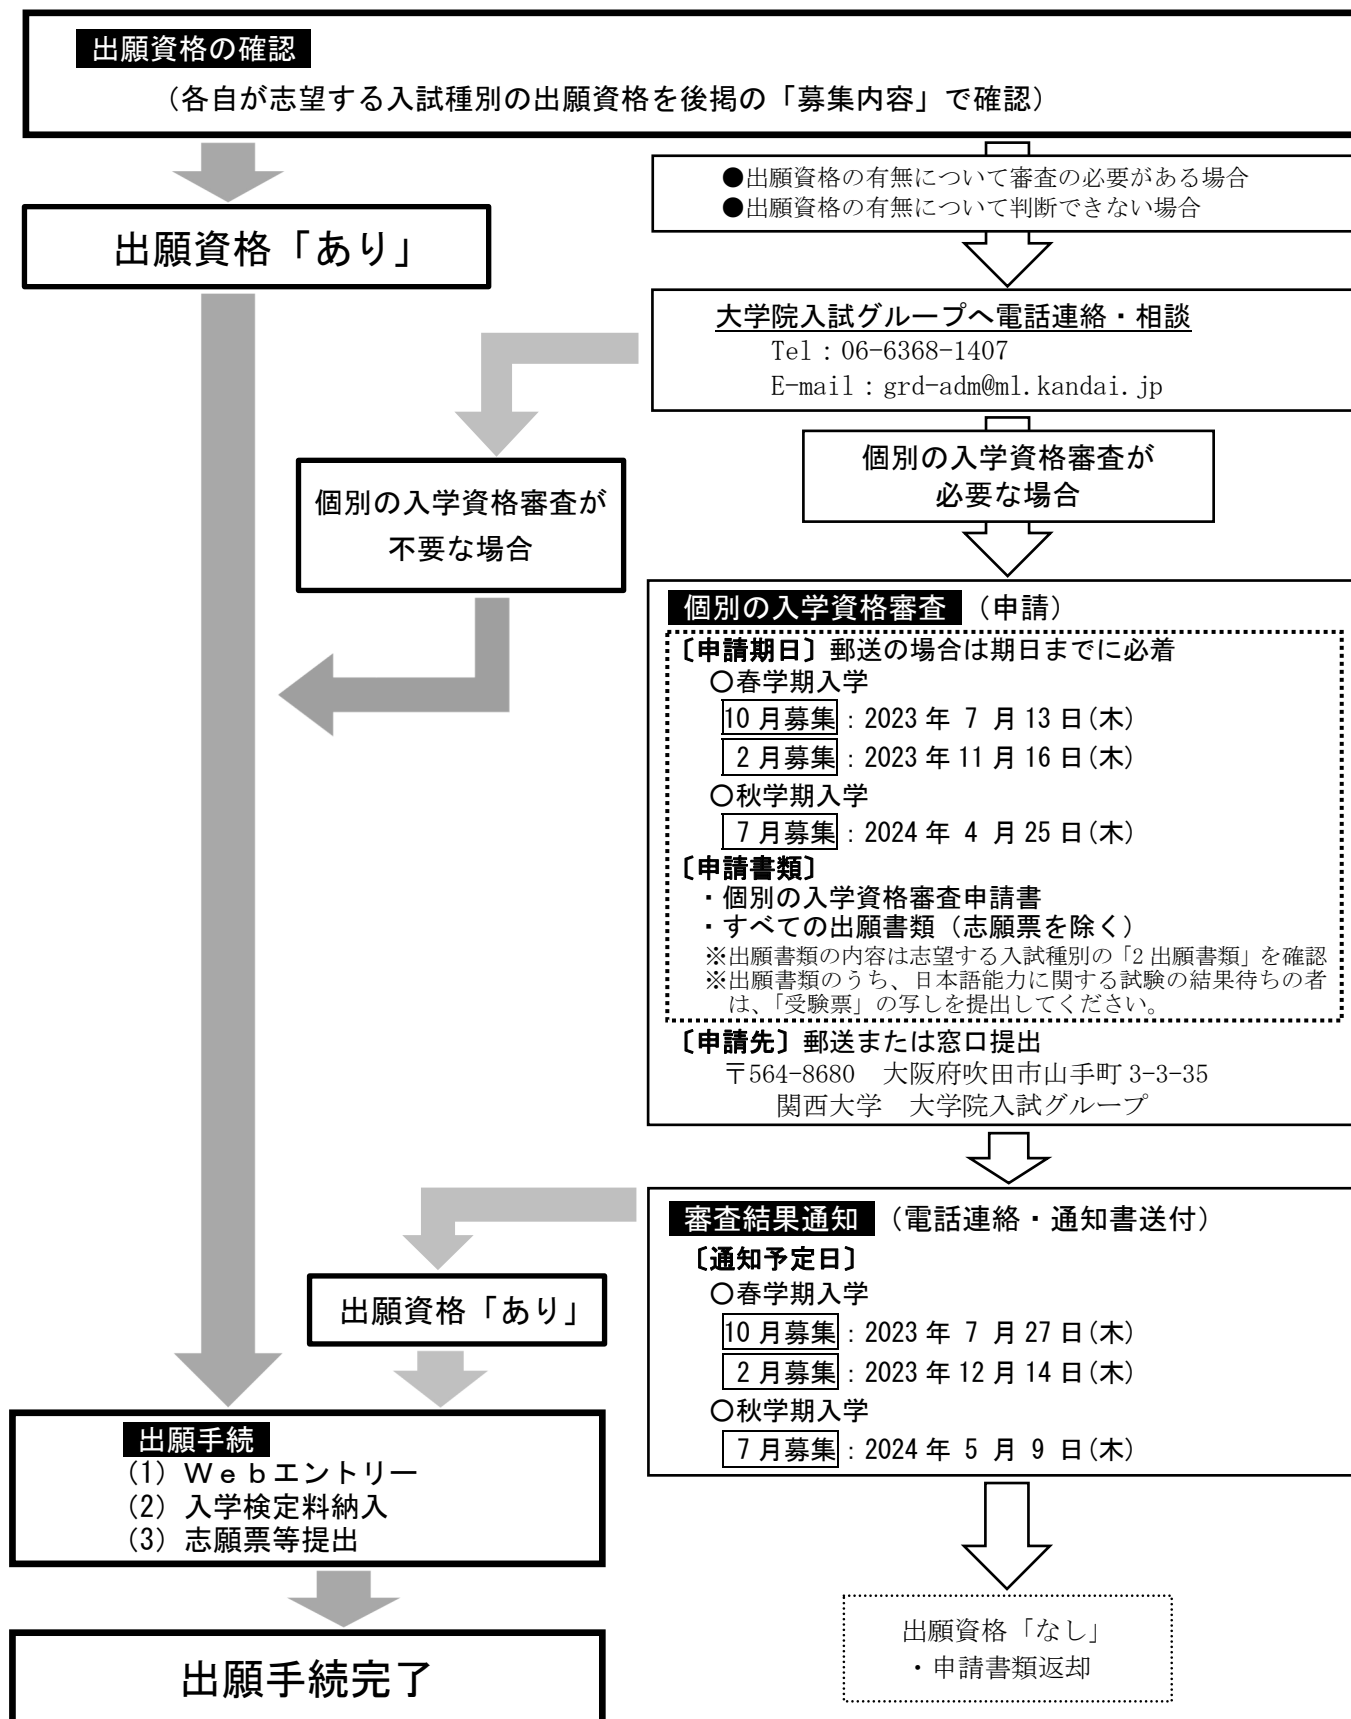 出願資格の確認
（各自が志望する入試種別の出願資格を後掲の「募集内容」で確認）
●出願資格の有無について審査の必要がある場合
●出願資格の有無について判断できない場合
出願資格「あり」
大学院入試グループへ電話連絡・相談
Tel：06-6368-1407
E-mail：grd-adm@ml.kandai.jp
個別の入学資格審査が
必要な場合
個別の入学資格審査が
不要な場合
個別の入学資格審査（申請）
〔申請期日〕郵送の場合は期日までに必着
○春学期入学
10月募集：2023年 7 月13日(木)
2月募集：2023年11月16日(木)
○秋学期入学
7月募集：2024年 4 月25日(木)
〔申請書類〕
・個別の入学資格審査申請書
・すべての出願書類（志願票を除く）
※出願書類の内容は志望する入試種別の「2 出願書類」を確認
※出願書類のうち、日本語能力に関する試験の結果待ちの者
は、「受験票」の写しを提出してください。
〔申請先〕郵送または窓口提出
〒564-8680　大阪府吹田市山手町3-3-35
関西大学　大学院入試グループ
審査結果通知（電話連絡・通知書送付）
〔通知予定日〕
○春学期入学
10月募集：2023年 7 月27日(木)
2月募集：2023年12月14日(木)
○秋学期入学
7月募集：2024年 5 月 9 日(木)
出願資格「あり」
出願手続
(1) Ｗｅｂエントリー
(2) 入学検定料納入
(3) 志願票等提出
出願資格「なし」
・申請書類返却
出願手続完了